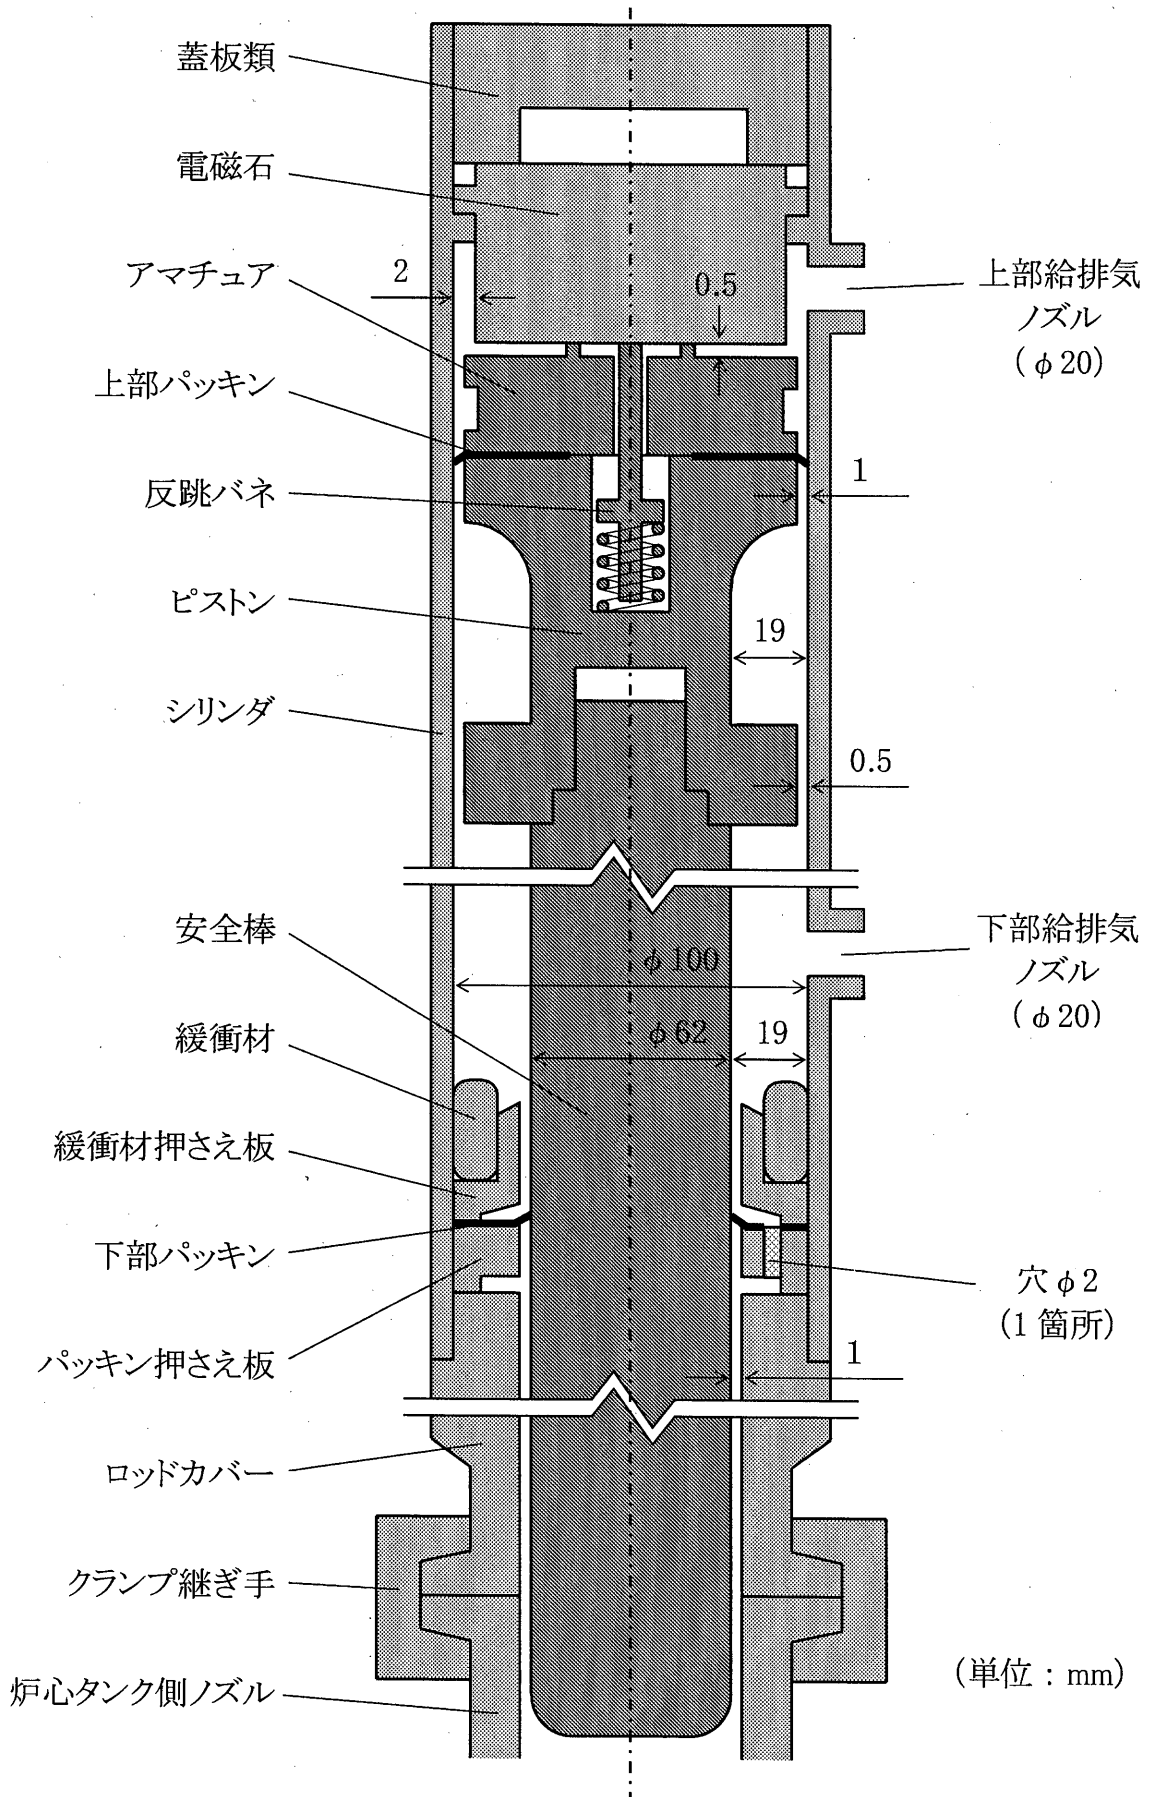 蓋板類
電磁石
アマチュア
2
0.5
上部給排気
ノズル
(φ20)
上部パッキン
1
反跳バネ
ピストン
19
シリンダ
0.5
安全棒
φ100
下部給排気
ノズル
(φ20)
緩衝材
φ62
19
緩衝材押さえ板
下部パッキン
穴φ2
(1箇所)
パッキン押さえ板
1
ロッドカバー
クランプ継ぎ手
炉心タンク側ノズル
(単位：mm)